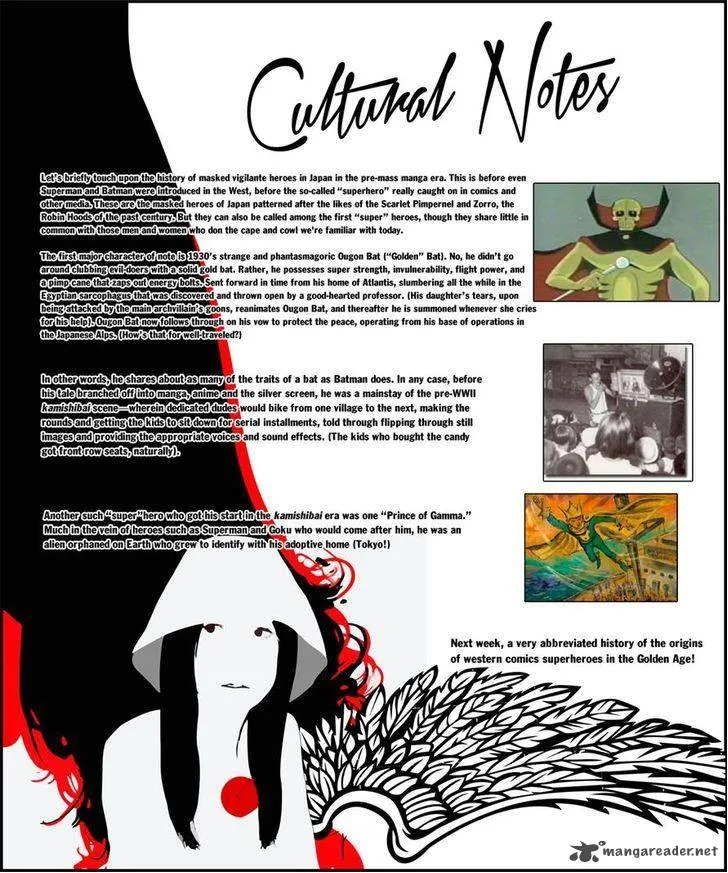 Cultural Notes
Let's briefly touch upon the history of masked vigilante heroes in Japan in the pre-mass manga era. This is before even
Superman and Batman were introduced in the West, before the so-called "superhero" really caught on in comics and
other media. These are the masked heroes of Japan patterned after the likes of the Scarlet Pimpernel and Zorro, the
Robin Hoods of the past century. But they can also be called among the first "super" heroes, though they share little in
common with those men and women who don the cape and cowl we're familiar with today.
The first major character of note is 1930's strange and phantasmagoric Ougon Bat ("Golden" Bat). No, he didn't go
around clubbing evil-doers with a solid gold bat. Rather, he possesses super strength, invulnerability, flight power, and
a pimp cane that zaps out energy bolts. Sent forward in time from his home of Atlantis, slumbering all the while in the
Egyptian sarcophagus that was discovered and thrown open by a good-hearted professor. (His daughter's tears, upon
being attacked by the main archvillain's goons, reanimates Ougon Bat, and thereafter he is summoned whenever she cries
for his help). Ougon Bat now follows through on his vow to protect the peace, operating from his base of operations in
the Japanese Alps. (How's that for well-traveled?)
In other words, he shares about as many of the traits of a bat as Batman does. In any case, before
his tale branched off into manga, anime and the silver screen, he was a mainstay of the pre-WWII
kamishibai scene—wherein dedicated dudes would bike from one village to the next, making the
rounds and getting the kids to sit down for serial installments, told through flipping through still
images and providing the appropriate voices and sound effects. (The kids who bought the candy
got front row seats, naturally).
Another such "super"hero who got his start in the kamishibai era was one "Prince of Gamma."
Much in the vein of heroes such as Superman and Goku who would come after him, he was an
alien orphaned on Earth who grew to identify with his adoptive home (Tokyo!)
Next week, a very abbreviated history of the origins
of western comics superheroes in the Golden Age!
mangareader.net